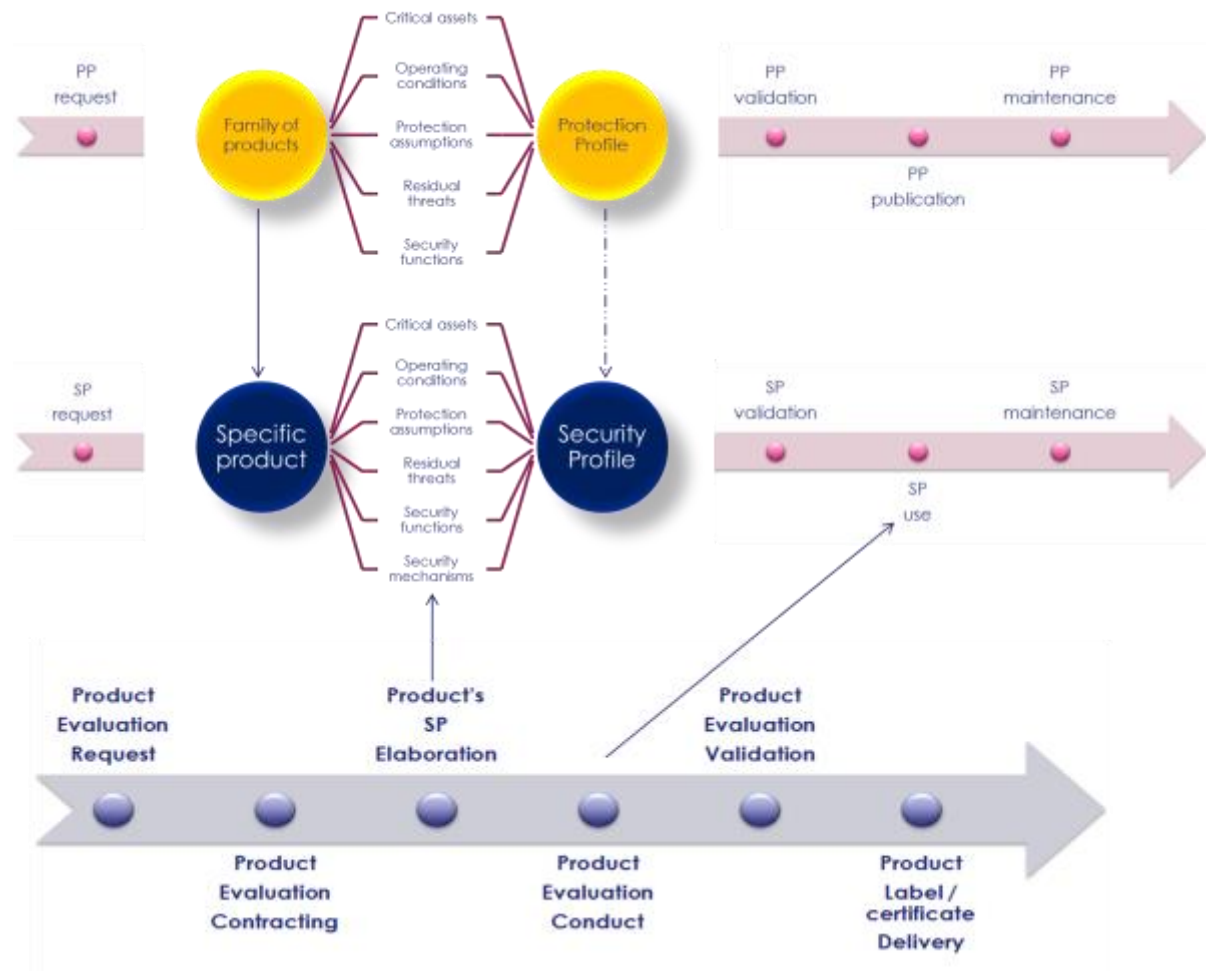 Critical assets
PP
request
Operating
conditions
PP
validation
PP
maintenance
Family of
products
Protection
assumptions
Protection
Profile
Residual
threats
PP
publication
Security
functions
Critical assets
SP
request
Operating
conditions
SP
validation
SP
maintenance
Specific
product
Protection
assumptions
Security
Profile
Residual
threats
Security
functions
SP
use
Security
mechanisms
Product
Evaluation
Request
Product's
SP
Elaboration
Product
Evaluation
Validation
Product
Evaluation
Contracting
Product
Evaluation
Conduct
Product
Label /
certificate
Delivery